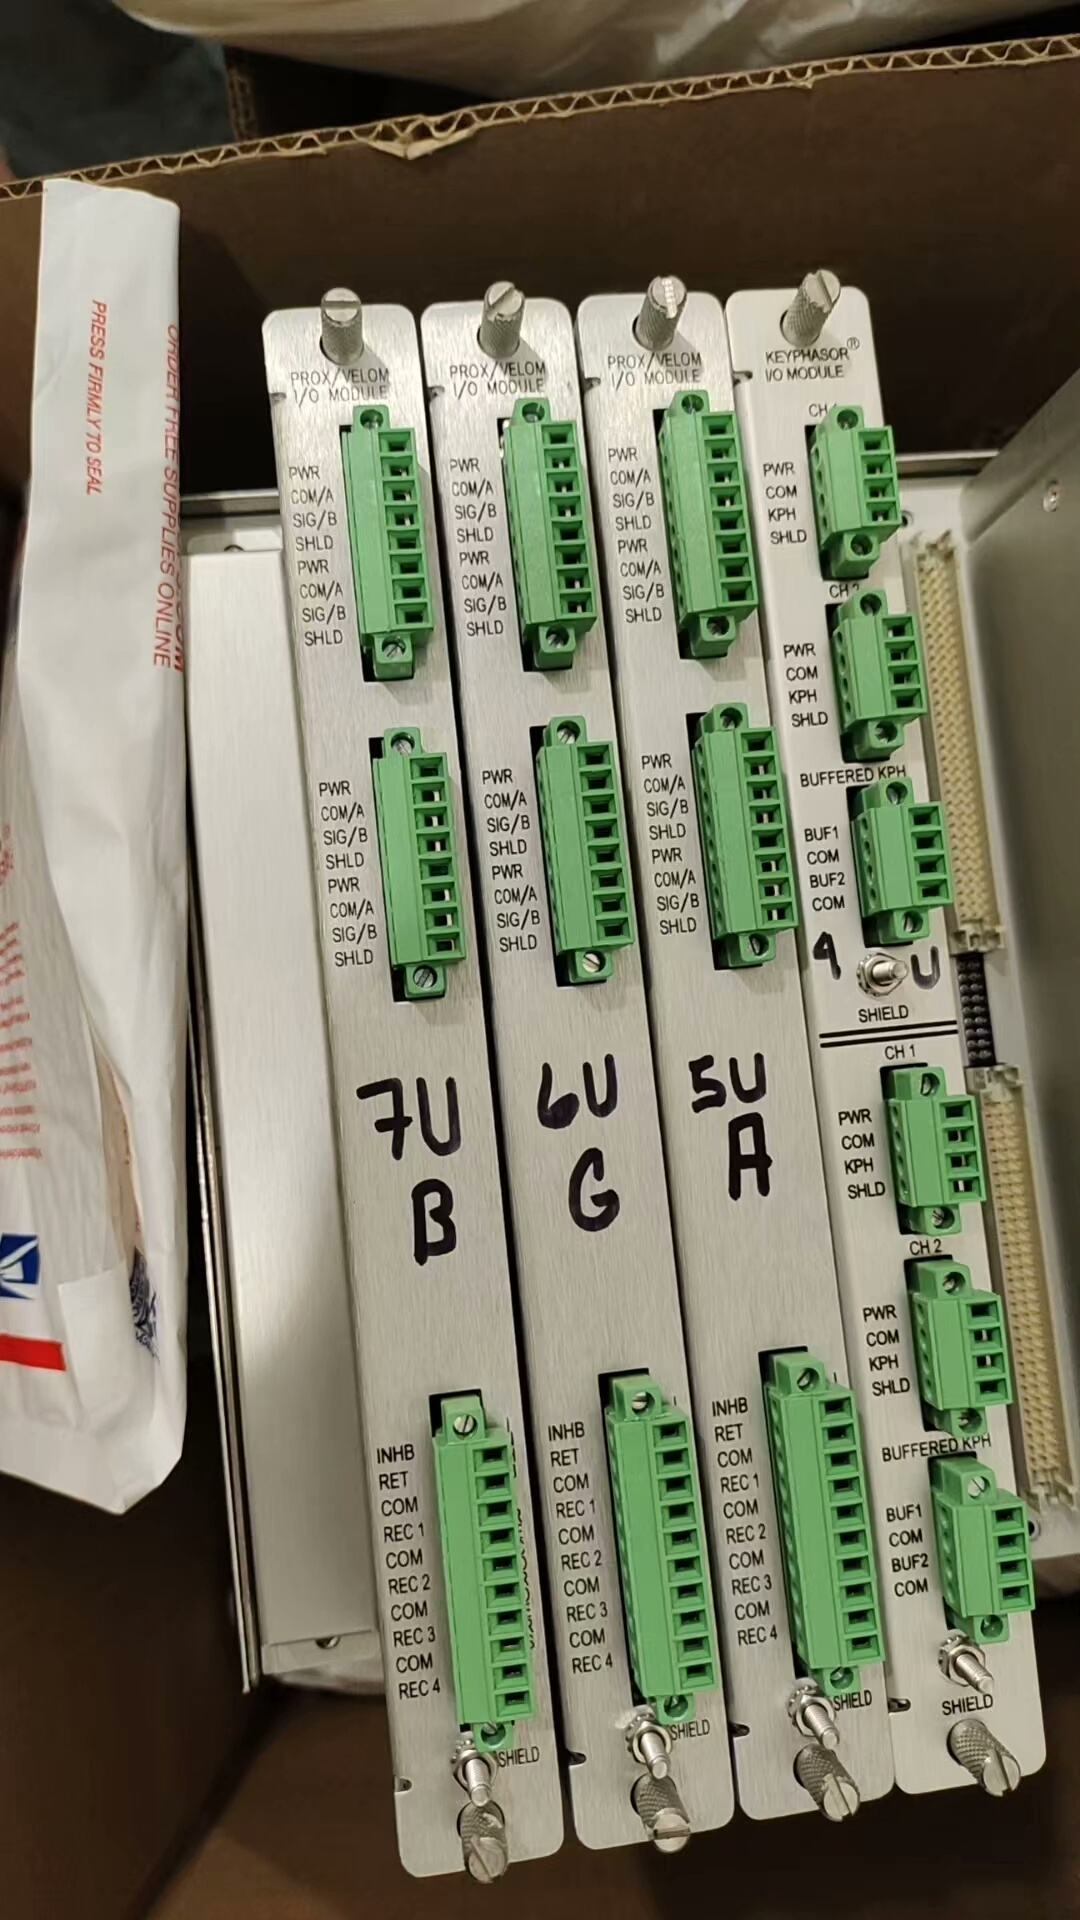 PRESS FIRMLY TO SEAL
ORDER FREE SUPPLIES ONLINE
PROX/VELOM
I/O MODULE
PWR
COM/A
SIG/B
SHLD
PWR
COM/A
SIG/B
SHLD
PWR
COM/A
SIG/B
SHLD
PWR
COM/A
SIG/B
SHLD
7U
B
INHB
RET
COM
REC 1
COM
REC 2
COM
REC 3
COM
REC 4
SHIELD
PROX/VELOM
I/O MODULE
PWR
COM/A
SIG/B
SHLD
PWR
COM/A
SIG/B
SHLD
PWR
COM/A
SIG/B
SHLD
PWR
COM/A
SIG/B
SHLD
6U
G
INHB
RET
COM
REC 1
COM
REC 2
COM
REC 3
COM
REC 4
SHIELD
PROX/VELOM
I/O MODULE
PWR
COM/A
SIG/B
SHLD
PWR
COM/A
SIG/B
SHLD
PWR
COM/A
SIG/B
SHLD
PWR
COM/A
SIG/B
SHLD
5U
A
INHB
RET
COM
REC 1
COM
REC 2
COM
REC 3
COM
REC 4
SHIELD
KEYPHASOR®
I/O MODULE
CH
PWR
COM
KPH
SHLD
CH 2
PWR
COM
KPH
SHLD
BUFFERED KPH
BUF1
COM
BUF2
COM
4 U
SHIELD
CH 1
PWR
COM
KPH
SHLD
CH 2
PWR
COM
KPH
SHLD
BUFFERED KPH
BUF1
COM
BUF2
COM
SHIELD